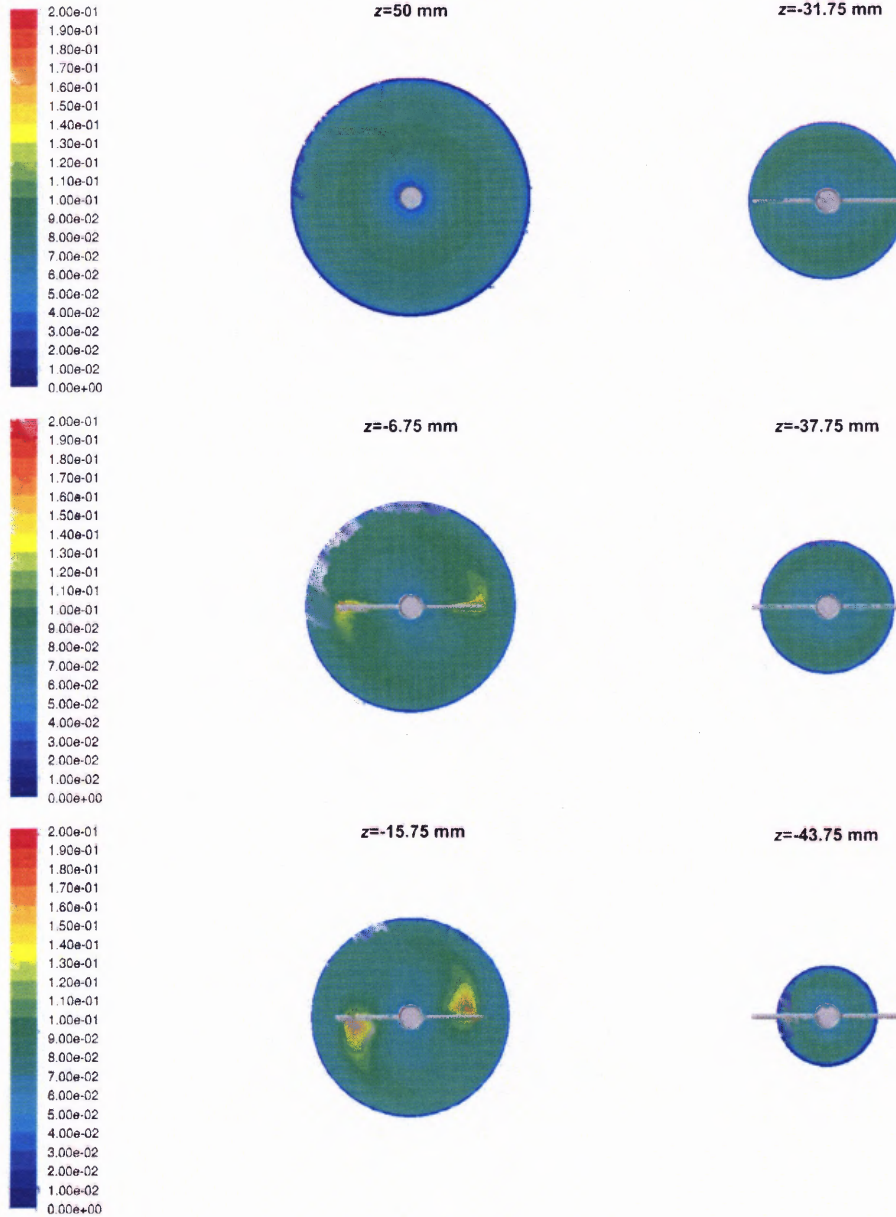 z=50 mm
z=-31.75 mm
2.00e-01
1.90e-01
1.80e-01
1.70e-01
1.60e-01
1.50e-01
1.40e-01
1.30e-01
1.20e-01
1.10e-01
1.00e-01
9.00e-02
8.00e-02
7.00e-02
6.00e-02
5.00e-02
4.00e-02
3.00e-02
2.00e-02
1.00e-02
0.00e+00
z=-6.75 mm
z=-37.75 mm
2.00e-01
1.90e-01
1.80e-01
1.70e-01
1.60e-01
1.50e-01
1.40e-01
1.30e-01
1.20e-01
1.10e-01
1.00e-01
9.00e-02
8.00e-02
7.00e-02
6.00e-02
5.00e-02
4.00e-02
3.00e-02
2.00e-02
1.00e-02
0.00e+00
z=-15.75 mm
z=-43.75 mm
2.00e-01
1.90e-01
1.80e-01
1.70e-01
1.60e-01
1.50e-01
1.40e-01
1.30e-01
1.20e-01
1.10e-01
1.00e-01
9.00e-02
8.00e-02
7.00e-02
6.00e-02
5.00e-02
4.00e-02
3.00e-02
2.00e-02
1.00e-02
0.00e+00